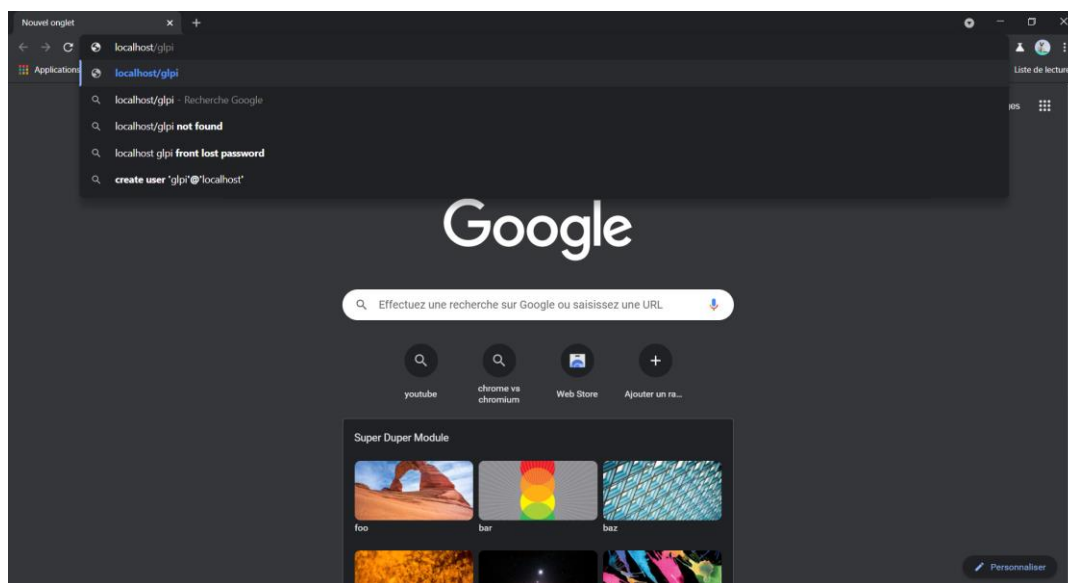 Nouvel onglet
localhost/glpi
Applications
localhost/glpi
Liste de lecture
localhost/glpi - Recherche Google
localhost/glpi not found
localhost glpi front lost password
create user 'glpi'@'localhost'
Google
Effectuez une recherche sur Google ou saisissez une URL
youtube
chrome vs
chromium
Web Store
Ajouter un ra...
Super Duper Module
foo
bar
baz
Personnaliser